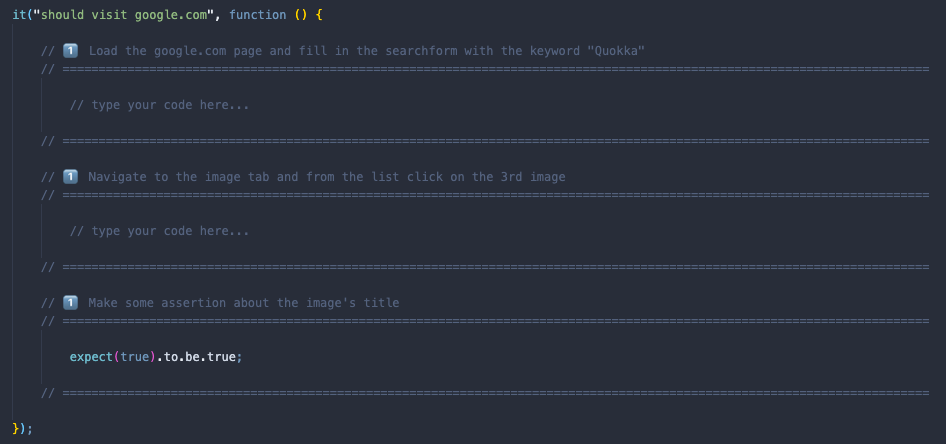 it("should visit google.com", function () {
// 1️⃣ Load the google.com page and fill in the searchform with the keyword "Quokka"
// ========================================================================================================================
// type your code here...
// ========================================================================================================================
// 1️⃣ Navigate to the image tab and from the list click on the 3rd image
// ========================================================================================================================
// type your code here...
// ========================================================================================================================
// 1️⃣ Make some assertion about the image's title
// ========================================================================================================================
expect(true).to.be.true;
// ========================================================================================================================
});